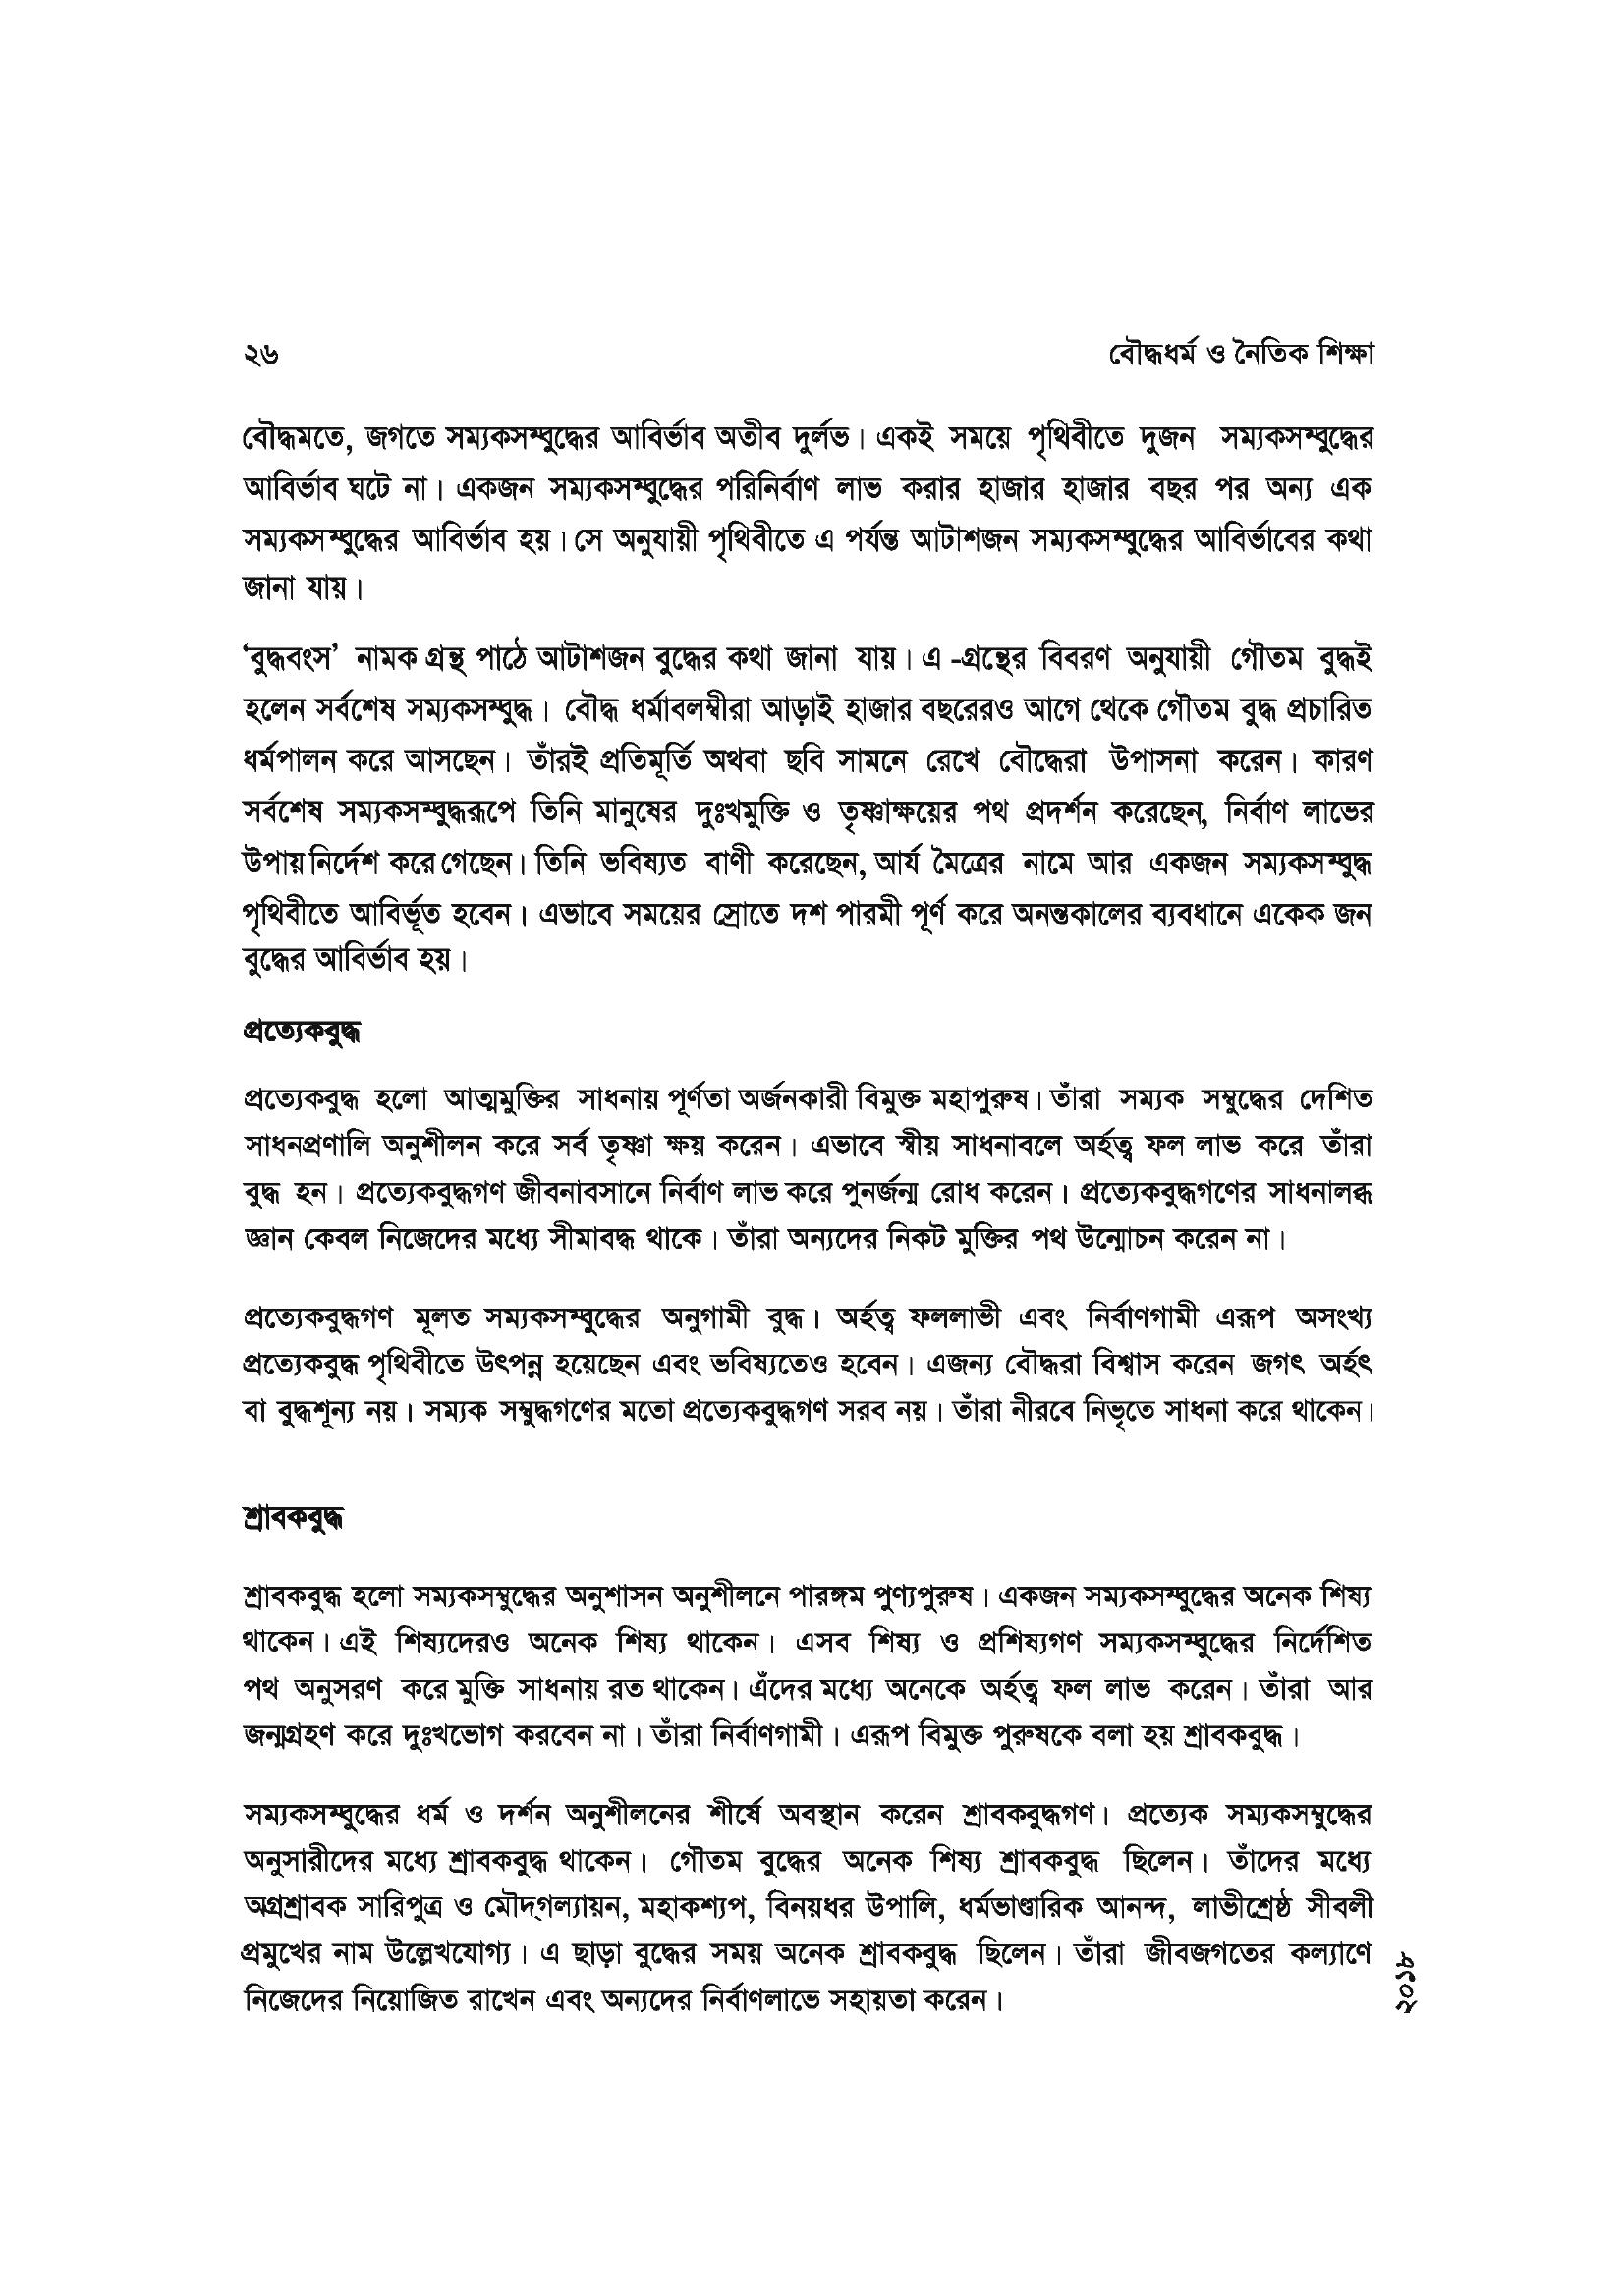 ২৬ বৌদ্ধধর্ম ও নৈতিক শিক্ষা
বৌদ্ধমতে, জগতে সম্যকসম্বুদ্ধের আবির্ভাব অতীব দুর্লভ। একই সময়ে পৃথিবীতে দুজন সম্যকসম্বুদ্ধের
আবির্ভাব ঘটে না। একজন সম্যকসম্বুদ্ধের পরিনির্বাণ লাভ করার হাজার হাজার বছর পর অন্য এক
সম্যকসম্বুদ্ধের আবির্ভাব হয়। সে অনুযায়ী পৃথিবীতে এ পর্যন্ত আটাশজন সম্যকসম্বুদ্ধের আবির্ভাবের কথা
জানা যায়।
‘বুদ্ধবংস’ নামক গ্রন্থ পাঠে আটাশজন বুদ্ধের কথা জানা যায়। এ -গ্রন্থের বিবরণ অনুযায়ী গৌতম বুদ্ধই
হলেন সর্বশেষ সম্যকসম্বুদ্ধ। বৌদ্ধ ধর্মাবলম্বীরা আড়াই হাজার বছরেরও আগে থেকে গৌতম বুদ্ধ প্রচারিত
ধর্মপালন করে আসছেন। তাঁরই প্রতিমূর্তি অথবা ছবি সামনে রেখে বৌদ্ধেরা উপাসনা করেন। কারণ
সর্বশেষ সম্যকসম্বুদ্ধরূপে তিনি মানুষের দুঃখমুক্তি ও তৃষ্ণাক্ষয়ের পথ প্রদর্শন করেছেন, নির্বাণ লাভের
উপায় নির্দেশ করে গেছেন। তিনি ভবিষ্যত বাণী করেছেন, আর্য মৈত্রের নামে আর একজন সম্যকসম্বুদ্ধ
পৃথিবীতে আবির্ভূত হবেন। এভাবে সময়ের স্রোতে দশ পারমী পূর্ণ করে অনন্তকালের ব্যবধানে একেক জন
বুদ্ধের আবির্ভাব হয়।
প্রত্যেকবুদ্ধ
প্রত্যেকবুদ্ধ হলো আত্মমুক্তির সাধনায় পূর্ণতা অর্জনকারী বিমুক্ত মহাপুরুষ। তাঁরা সম্যক সম্বুদ্ধের দেশিত
সাধনপ্রণালি অনুশীলন করে সর্ব তৃষ্ণা ক্ষয় করেন। এভাবে স্বীয় সাধনাবলে অর্হত্ত্ব ফল লাভ করে তাঁরা
বুদ্ধ হন। প্রত্যেকবুদ্ধগণ জীবনাবসানে নির্বাণ লাভ করে পুনর্জন্ম রোধ করেন। প্রত্যেকবুদ্ধগণের সাধনালব্ধ
জ্ঞান কেবল নিজেদের মধ্যে সীমাবদ্ধ থাকে। তাঁরা অন্যদের নিকট মুক্তির পথ উন্মোচন করেন না।
প্রত্যেকবুদ্ধগণ মূলত সম্যকসম্বুদ্ধের অনুগামী বুদ্ধ। অর্হত্ত্ব ফললাভী এবং নির্বাণগামী এরূপ অসংখ্য
প্রত্যেকবুদ্ধ পৃথিবীতে উৎপন্ন হয়েছেন এবং ভবিষ্যতেও হবেন। এজন্য বৌদ্ধরা বিশ্বাস করেন জগৎ অর্হৎ
বা বুদ্ধশূন্য নয়। সম্যক সম্বুদ্ধগণের মতো প্রত্যেকবুদ্ধগণ সরব নয়। তাঁরা নীরবে নিভৃতে সাধনা করে থাকেন।
শ্রাবকবুদ্ধ
শ্রাবকবুদ্ধ হলো সম্যকসম্বুদ্ধের অনুশাসন অনুশীলনে পারঙ্গম পুণ্যপুরুষ। একজন সম্যকসম্বুদ্ধের অনেক শিষ্য
থাকেন। এই শিষ্যদেরও অনেক শিষ্য থাকেন। এসব শিষ্য ও প্রশিষ্যগণ সম্যকসম্বুদ্ধের নির্দেশিত
পথ অনুসরণ করে মুক্তি সাধনায় রত থাকেন। এঁদের মধ্যে অনেকে অর্হত্ত্ব ফল লাভ করেন। তাঁরা আর
জন্মগ্রহণ করে দুঃখভোগ করবেন না। তাঁরা নির্বাণগামী। এরূপ বিমুক্ত পুরুষকে বলা হয় শ্রাবকবুদ্ধ।
সম্যকসম্বুদ্ধের ধর্ম ও দর্শন অনুশীলনের শীর্ষে অবস্থান করেন শ্রাবকবুদ্ধগণ। প্রত্যেক সম্যকসম্বুদ্ধের
অনুসারীদের মধ্যে শ্রাবকবুদ্ধ থাকেন। গৌতম বুদ্ধের অনেক শিষ্য শ্রাবকবুদ্ধ ছিলেন। তাঁদের মধ্যে
অগ্রশ্রাবক সারিপুত্র ও মৌদ্‌গল্যায়ন, মহাকশ্যপ, বিনয়ধর উপালি, ধর্মভাণ্ডারিক আনন্দ, লাভীশ্রেষ্ঠ সীবলী
প্রমুখের নাম উল্লেখযোগ্য। এ ছাড়া বুদ্ধের সময় অনেক শ্রাবকবুদ্ধ ছিলেন। তাঁরা জীবজগতের কল্যাণে
নিজেদের নিয়োজিত রাখেন এবং অন্যদের নির্বাণলাভে সহায়তা করেন।
২০১৮